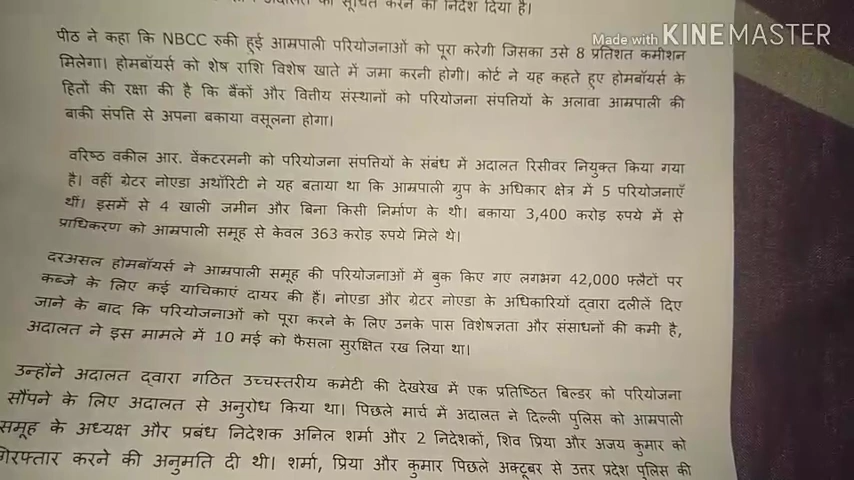 अदालत को सूचित करने का निर्देश दिया है।
Made with KINEMASTER
पीठ ने कहा कि NBCC रुकी हुई आम्रपाली परियोजनाओं को पूरा करेगी जिसका उसे 8 प्रतिशत कमीशन
मिलेगा। होमबॉयर्स को शेष राशि विशेष खाते में जमा करनी होगी। कोर्ट ने यह कहते हुए होमबॉयर्स के
हितों की रक्षा की है कि बैंकों और वित्तीय संस्थानों को परियोजना संपत्तियों के अलावा आम्रपाली की
बाकी संपत्ति से अपना बकाया वसूलना होगा।
वरिष्ठ वकील आर. वेंकटरमनी को परियोजना संपत्तियों के संबंध में अदालत रिसीवर नियुक्त किया गया
है। वहीं ग्रेटर नोएडा अथॉरिटी ने यह बताया था कि आम्रपाली ग्रुप के अधिकार क्षेत्र में 5 परियोजनाएँ
थीं। इसमें से 4 खाली जमीन और बिना किसी निर्माण के थी। बकाया 3,400 करोड़ रुपये में से
प्राधिकरण को आम्रपाली समूह से केवल 363 करोड़ रुपये मिले थे।
दरअसल होमबॉयर्स ने आम्रपाली समूह की परियोजनाओं में बुक किए गए लगभग 42,000 फ्लैटों पर
कब्जे के लिए कई याचिकाएं दायर की हैं। नोएडा और ग्रेटर नोएडा के अधिकारियों द्वारा दलीलें दिए
जाने के बाद कि परियोजनाओं को पूरा करने के लिए उनके पास विशेषज्ञता और संसाधनों की कमी है,
अदालत ने इस मामले में 10 मई को फैसला सुरक्षित रख लिया था।
उन्होंने अदालत द्वारा गठित उच्चस्तरीय कमेटी की देखरेख में एक प्रतिष्ठित बिल्डर को परियोजना
सौंपने के लिए अदालत से अनुरोध किया था। पिछले मार्च में अदालत ने दिल्ली पुलिस को आम्रपाली
समूह के अध्यक्ष और प्रबंध निदेशक अनिल शर्मा और 2 निदेशकों, शिव प्रिया और अजय कुमार को
गिरफ्तार करने की अनुमति दी थी। शर्मा, प्रिया और कुमार पिछले अक्टूबर से उत्तर प्रदेश पुलिस की